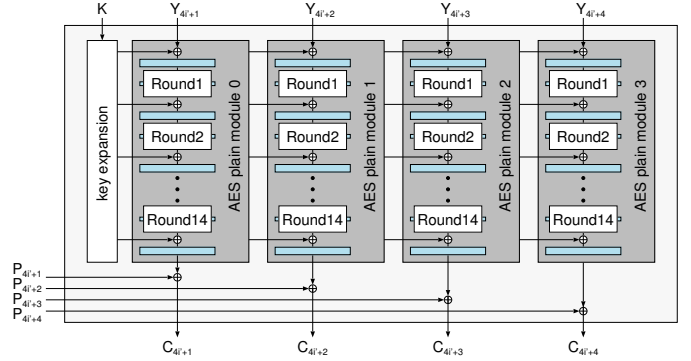 K Y4i'+1 Y4i'+2 Y4i'+3 Y4i'+4
key expansion
Round1
Round2
Round14
AES plain module 0
Round1
Round2
Round14
AES plain module 1
Round1
Round2
Round14
AES plain module 2
Round1
Round2
Round14
AES plain module 3
P4i'+1
P4i'+2
P4i'+3
P4i'+4
C4i'+1 C4i'+2 C4i'+3 C4i'+4